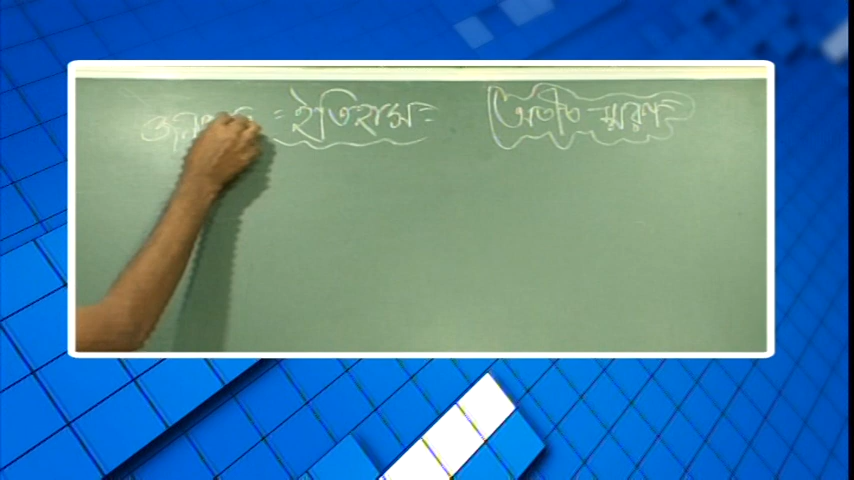 = ইতিহাস = অতীত স্মরণ